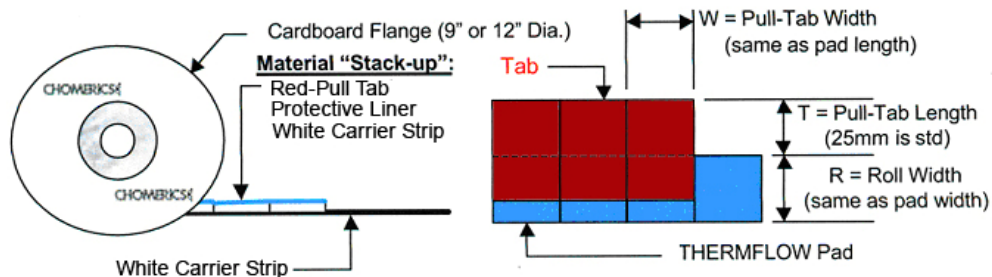 Cardboard Flange (9” or 12” Dia.)
Material “Stack-up”:
Red-Pull Tab
Protective Liner
White Carrier Strip
CHOMERICS
CHOMERICS
White Carrier Strip
W = Pull-Tab Width
(same as pad length)
Tab
T = Pull-Tab Length
(25mm is std)
R = Roll Width
(same as pad width)
THERMFLOW Pad